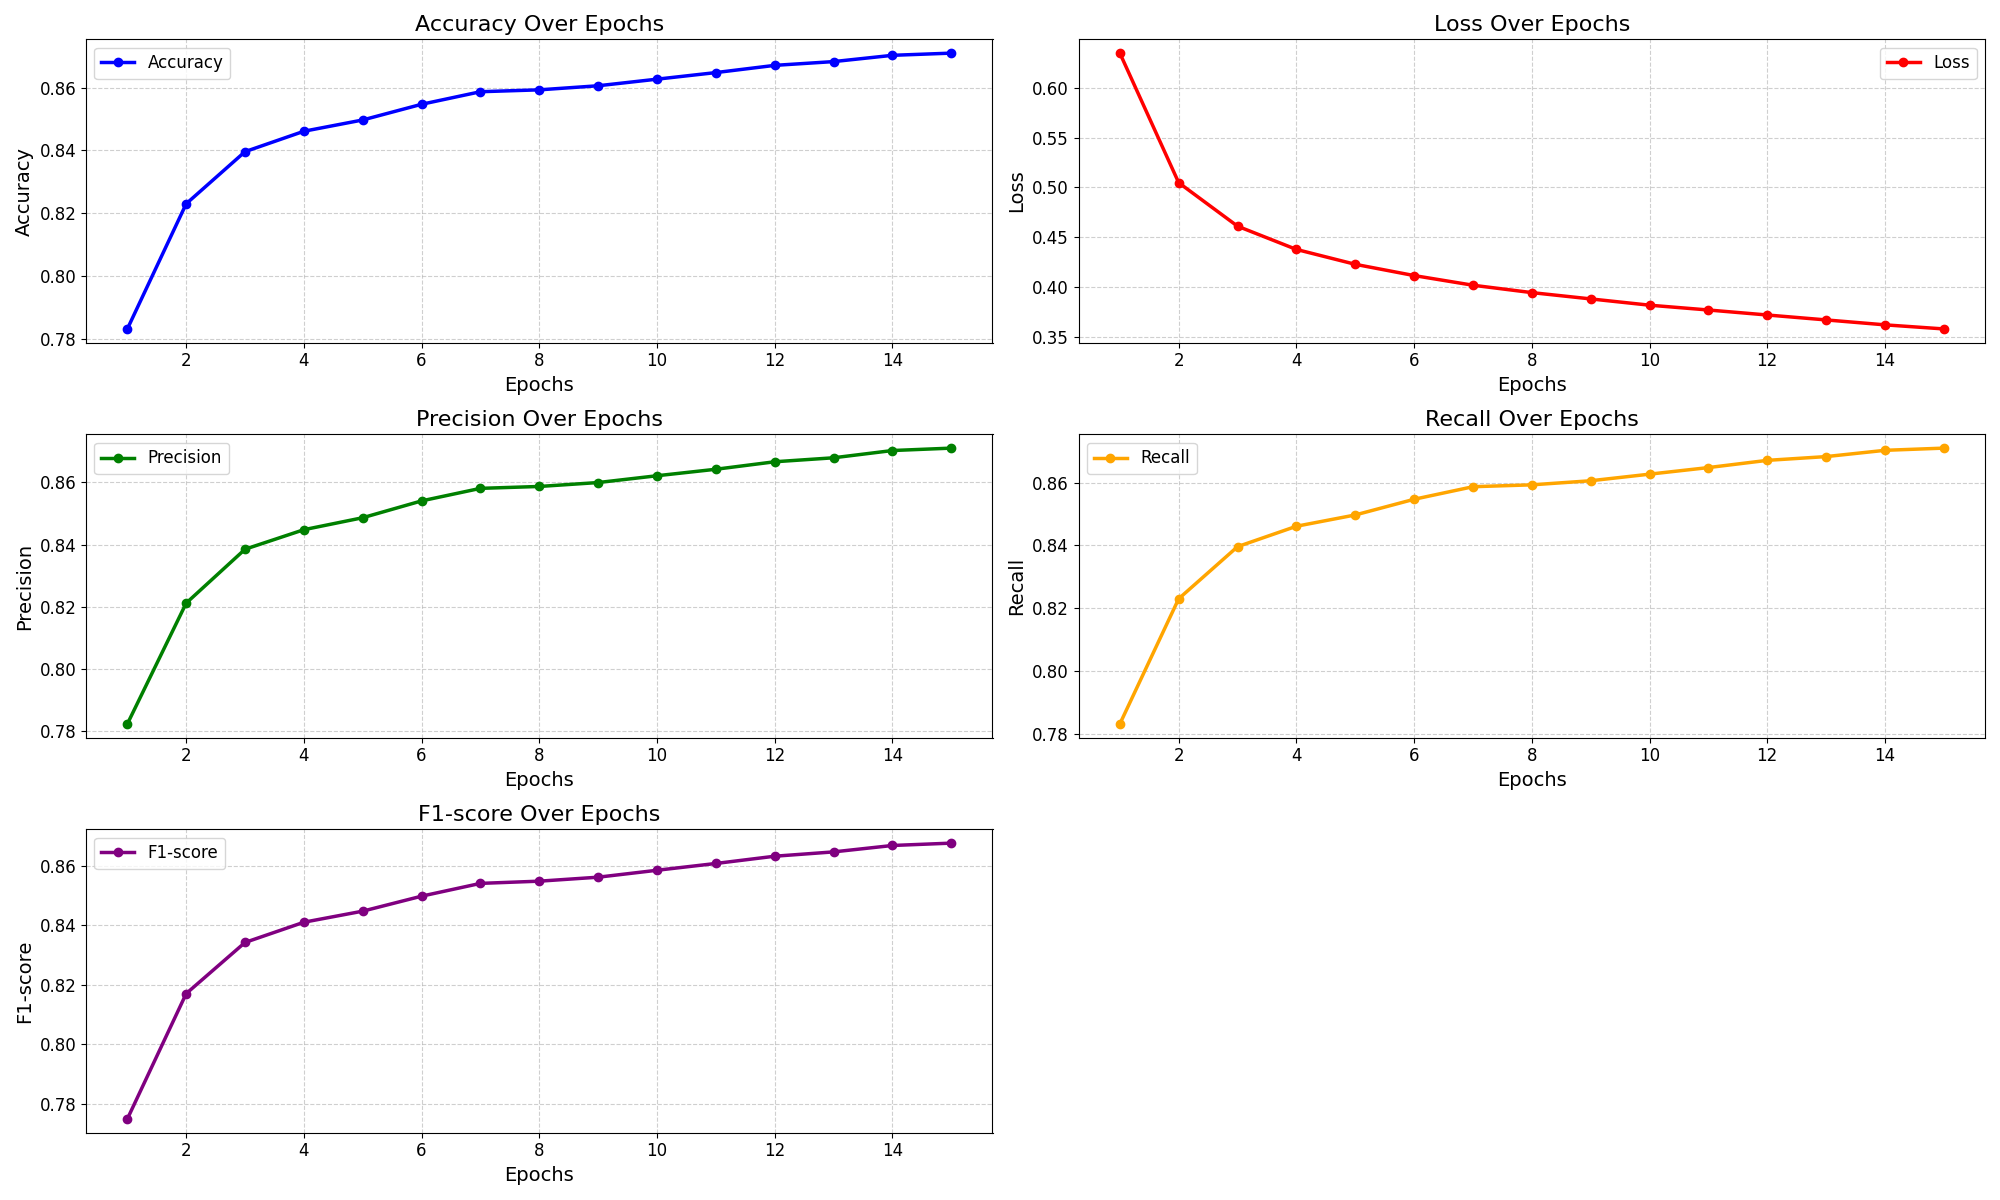 Accuracy Over Epochs
Accuracy
0.86
0.84
0.82
0.80
0.78
Accuracy
2 4 6 8 10 12 14
Epochs
Loss Over Epochs
Loss
0.60
0.55
0.50
0.45
0.40
0.35
Loss
2 4 6 8 10 12 14
Epochs
Precision Over Epochs
Precision
0.86
0.84
0.82
0.80
0.78
Precision
2 4 6 8 10 12 14
Epochs
Recall Over Epochs
Recall
0.86
0.84
0.82
0.80
0.78
Recall
2 4 6 8 10 12 14
Epochs
F1-score Over Epochs
F1-score
0.86
0.84
0.82
0.80
0.78
F1-score
2 4 6 8 10 12 14
Epochs